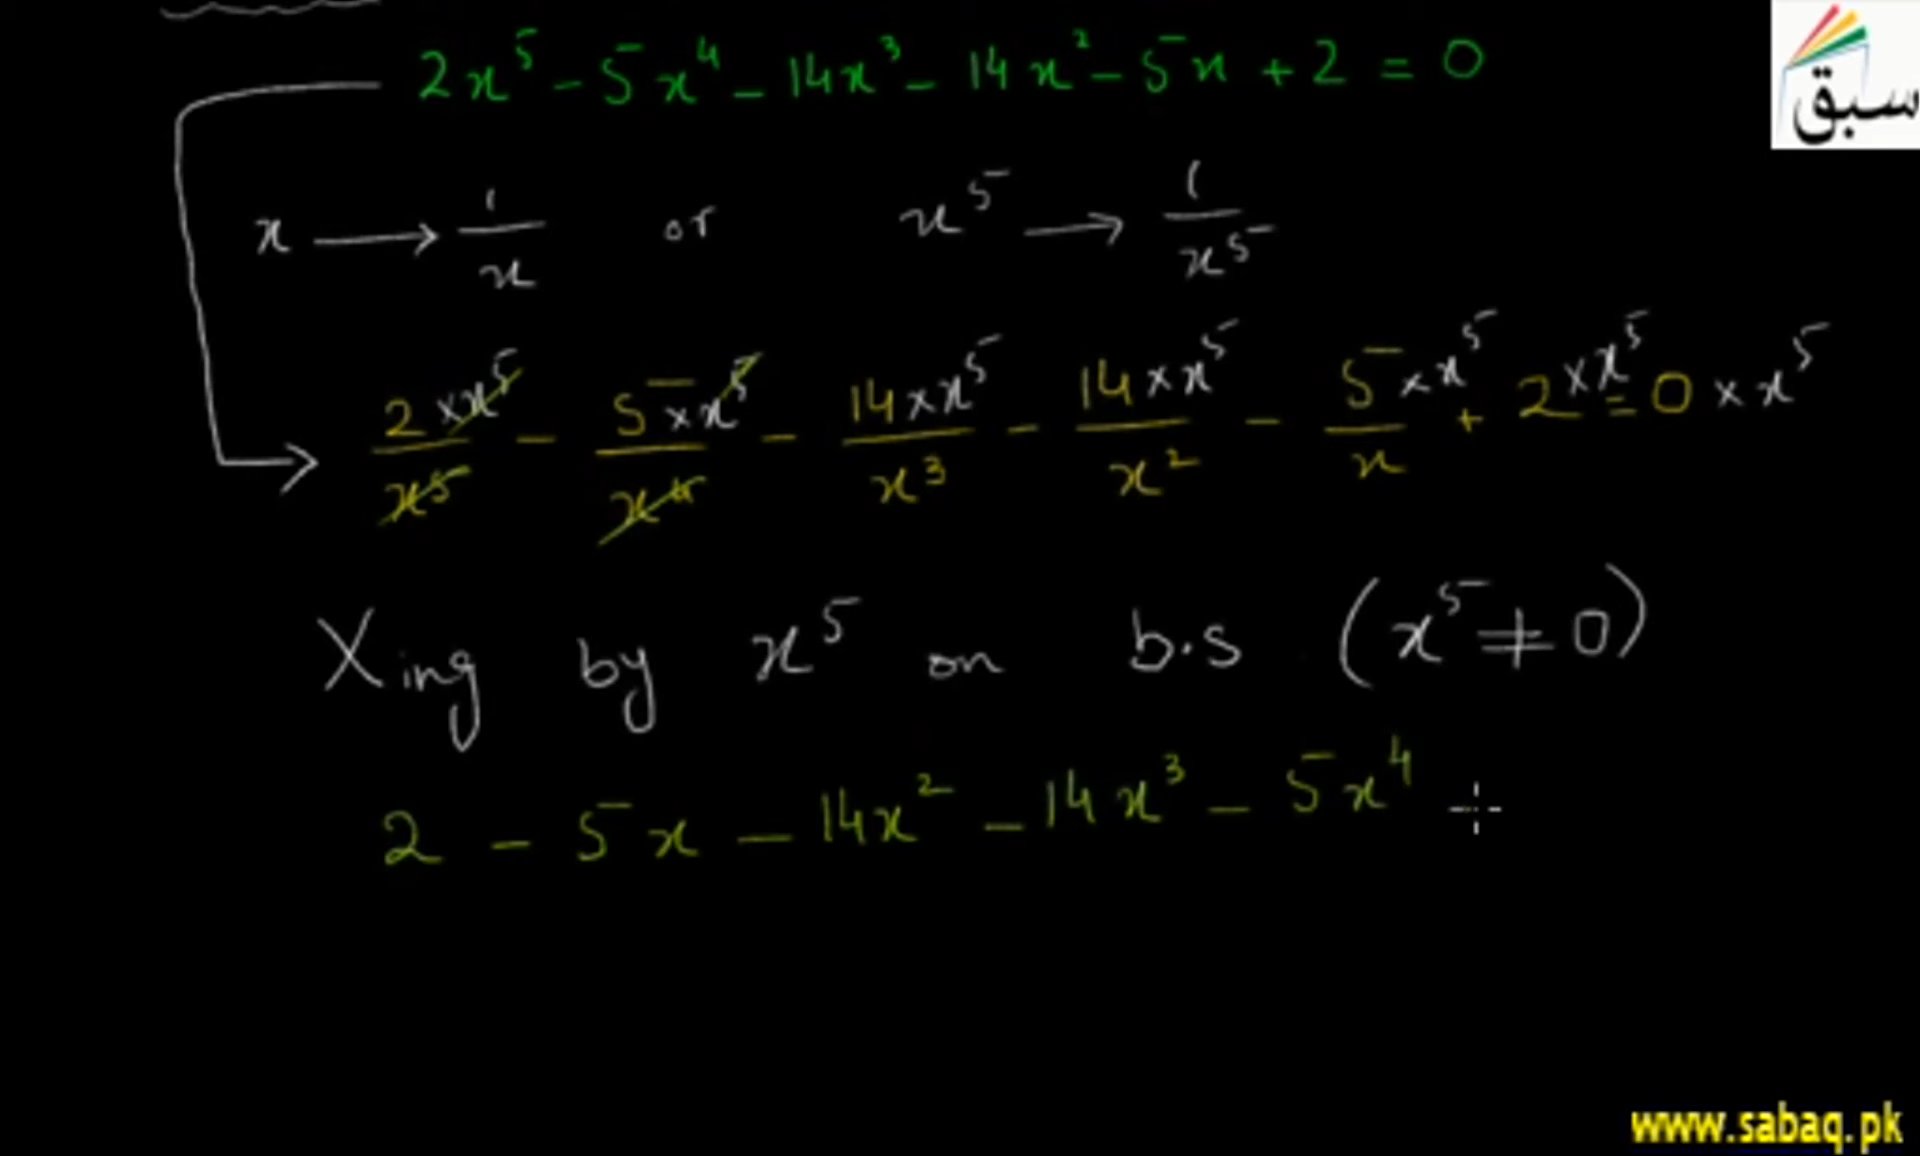 2x⁵ - 5x⁴ - 14x³ - 14x² - 5x + 2 = 0
سبق
x → 1/x or x⁵ → 1/x⁵
2×x⁵/x⁵ - 5×x⁵/x⁴ - 14×x⁵/x³ - 14×x⁵/x² - 5×x⁵/x + 2×x⁵ = 0×x⁵
Xing by x⁵ on b.s (x⁵ ≠ 0)
2 - 5x - 14x² - 14x³ - 5x⁴
www.sabaq.pk